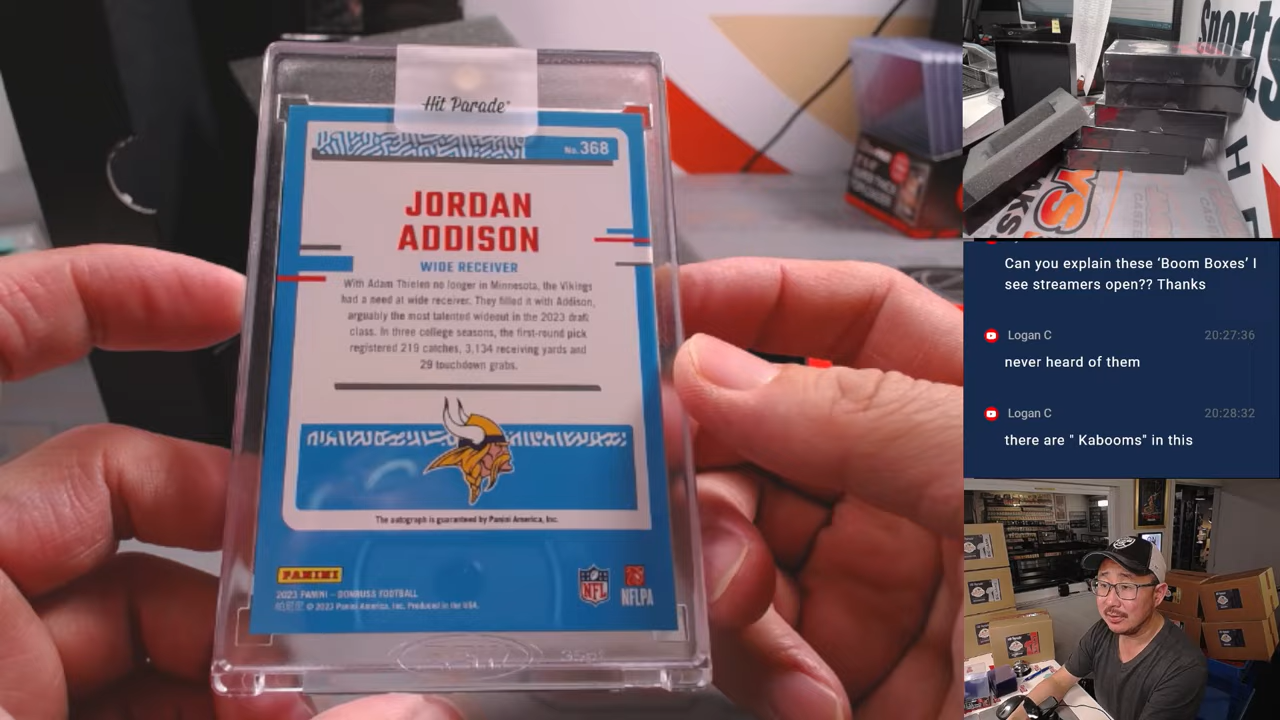 Hit Parade
No. 368
JORDAN
ADDISON
WIDE RECEIVER
With Adam Thielen no longer in Minnesota, the Vikings
had a need at wide receiver. They filled it with Addison,
arguably the most talented wideout in the 2023 draft
class. In three college seasons, the first-round pick
registered 219 catches, 3,134 receiving yards and
29 touchdown grabs.
The autograph is guaranteed by Panini America, Inc.
PANINI
2023 PANINI – DONRUSS FOOTBALL
© 2023 Panini America, Inc. Produced in the USA.
NFL
NFLPA
35pt
Sports
H
Can you explain these ‘Boom Boxes’ I
see streamers open?? Thanks
Logan C 20:27:36
never heard of them
Logan C 20:28:32
there are " Kabooms" in this